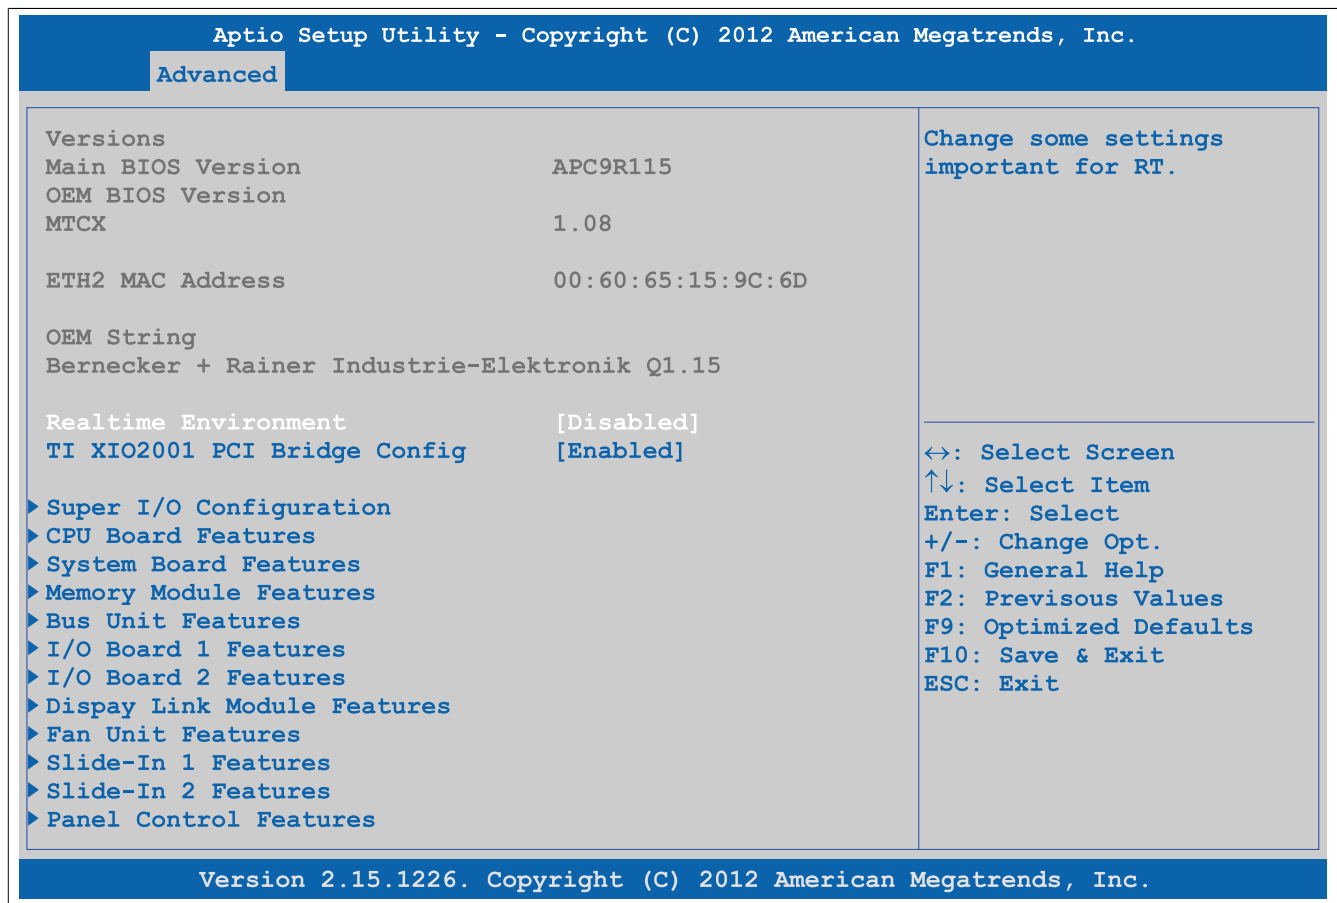 Aptio Setup Utility - Copyright (C) 2012 American Megatrends, Inc.
Advanced
Versions
Main BIOS Version APC9R115
OEM BIOS Version
MTCX 1.08
ETH2 MAC Address 00:60:65:15:9C:6D
OEM String
Bernecker + Rainer Industrie-Elektronik Q1.15
Realtime Environment [Disabled]
TI XIO2001 PCI Bridge Config [Enabled]
Super I/O Configuration
CPU Board Features
System Board Features
Memory Module Features
Bus Unit Features
I/O Board 1 Features
I/O Board 2 Features
Dispay Link Module Features
Fan Unit Features
Slide-In 1 Features
Slide-In 2 Features
Panel Control Features
Change some settings
important for RT.
↔: Select Screen
↑↓: Select Item
Enter: Select
+/-: Change Opt.
F1: General Help
F2: Previsous Values
F9: Optimized Defaults
F10: Save & Exit
ESC: Exit
Version 2.15.1226. Copyright (C) 2012 American Megatrends, Inc.